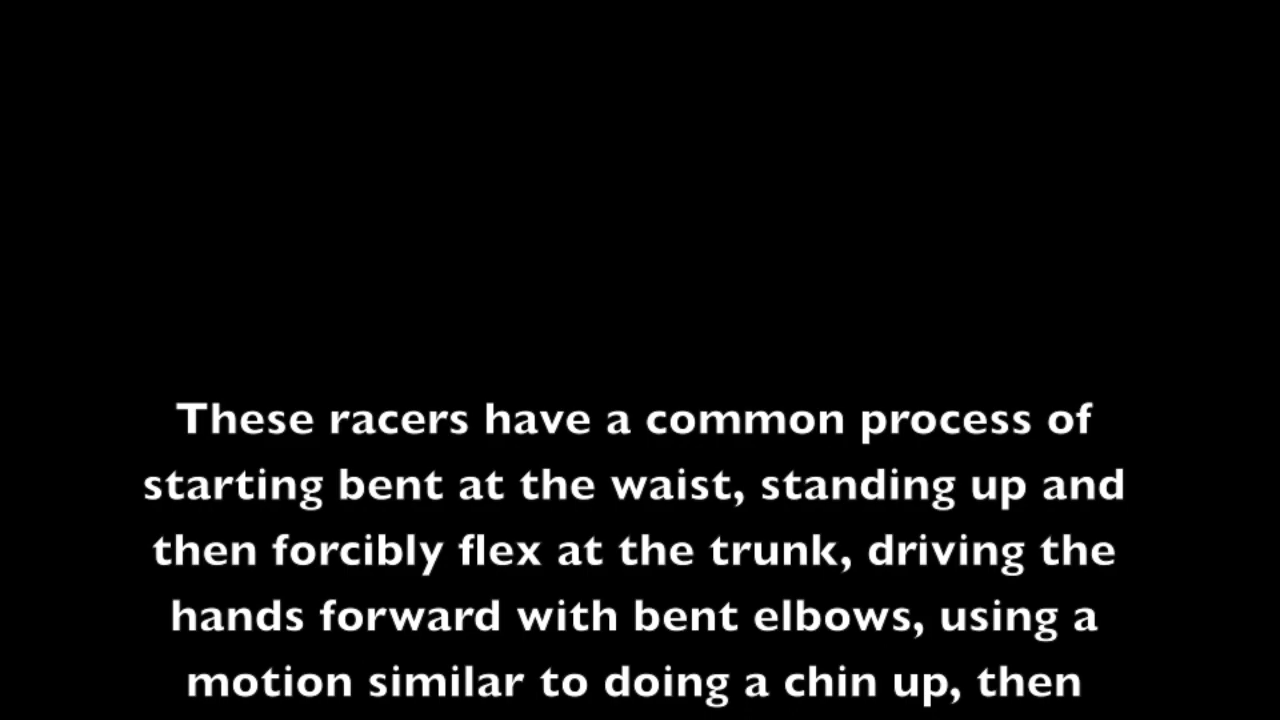 These racers have a common process of
starting bent at the waist, standing up and
then forcibly flex at the trunk, driving the
hands forward with bent elbows, using a
motion similar to doing a chin up, then